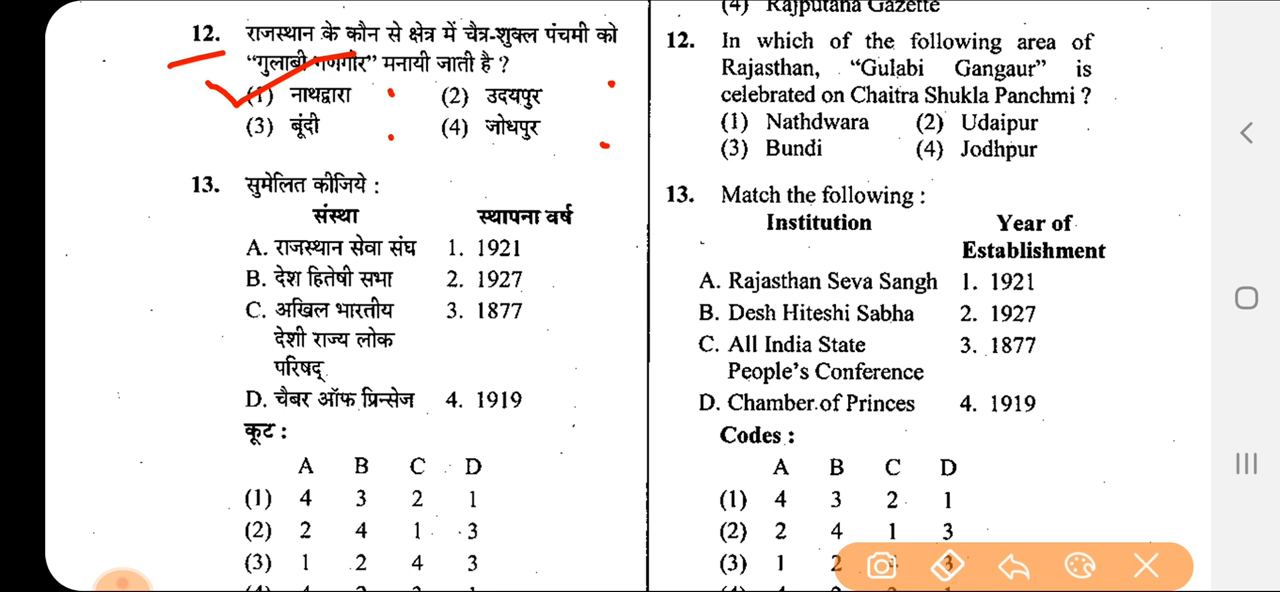 12. राजस्थान के कौन से क्षेत्र में चैत्र-शुक्ल पंचमी को
“गुलाबी गणगौर” मनायी जाती है ?
(1) नाथद्वारा (2) उदयपुर
(3) बूंदी (4) जोधपुर
13. सुमेलित कीजिये :
संस्था स्थापना वर्ष
A. राजस्थान सेवा संघ 1. 1921
B. देश हितेषी सभा 2. 1927
C. अखिल भारतीय 3. 1877
देशी राज्य लोक
परिषद्
D. चैबर ऑफ प्रिन्सेज 4. 1919
कूट :
A B C D
(1) 4 3 2 1
(2) 2 4 1 3
(3) 1 2 4 3
(4) Rajputana Gazette
12. In which of the following area of
Rajasthan, “Gulabi Gangaur” is
celebrated on Chaitra Shukla Panchmi ?
(1) Nathdwara (2) Udaipur
(3) Bundi (4) Jodhpur
13. Match the following :
Institution Year of
Establishment
A. Rajasthan Seva Sangh 1. 1921
B. Desh Hiteshi Sabha 2. 1927
C. All India State 3. 1877
People’s Conference
D. Chamber of Princes 4. 1919
Codes :
A B C D
(1) 4 3 2 1
(2) 2 4 1 3
(3) 1 2 3